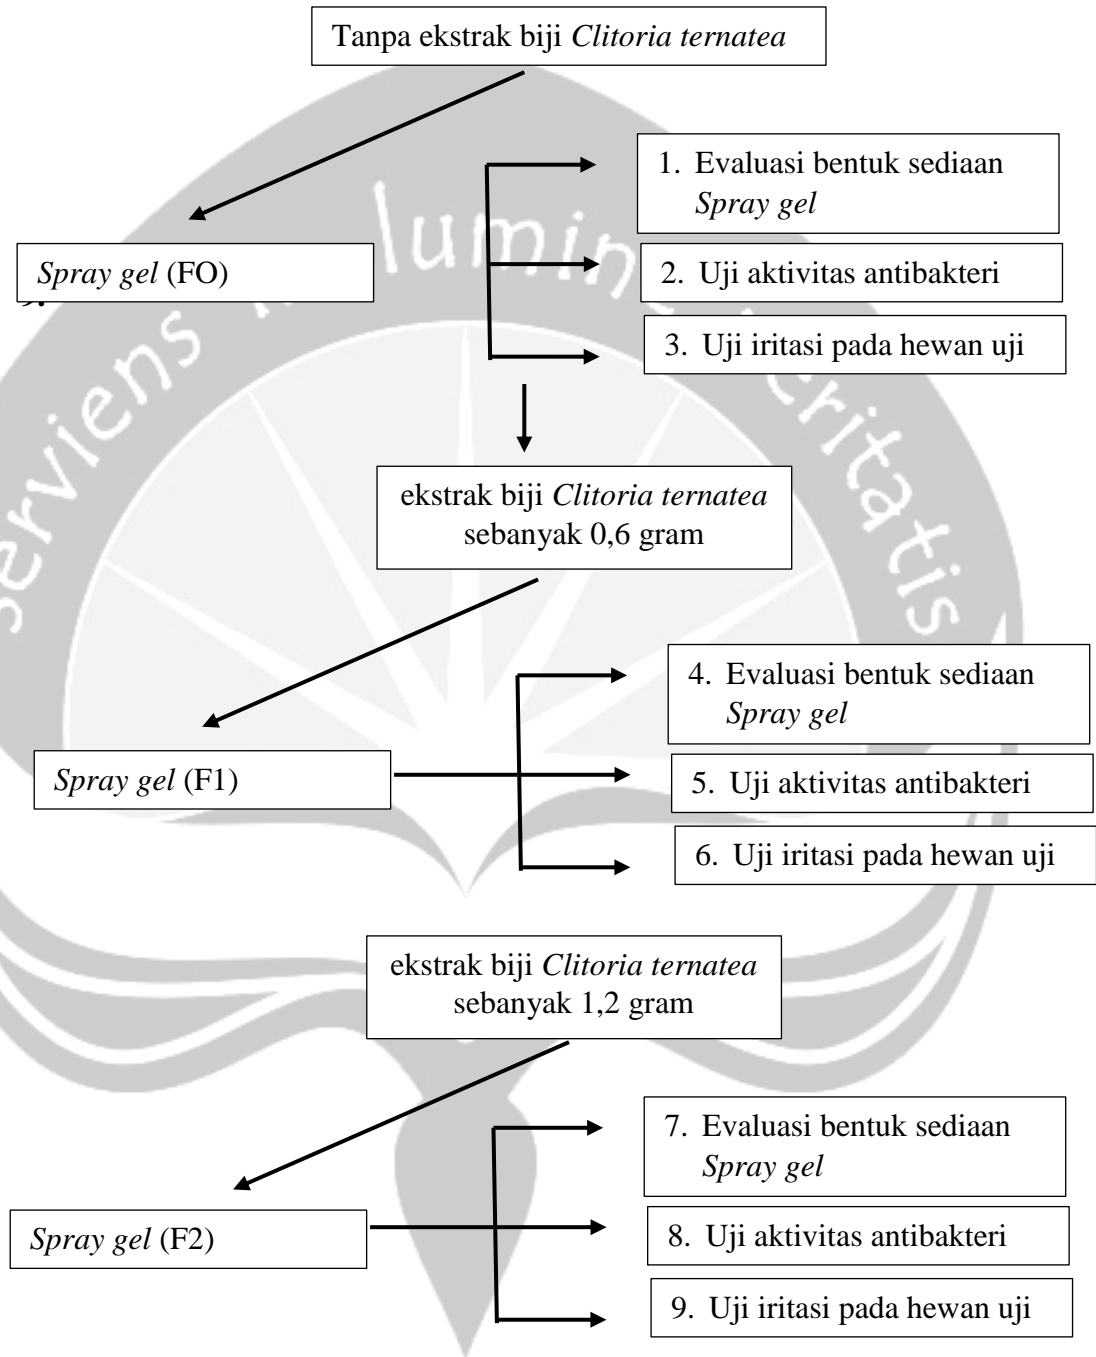 Tanpa ekstrak biji Clitoria ternatea
1. Evaluasi bentuk sediaan
Spray gel
Spray gel (FO)
2. Uji aktivitas antibakteri
3. Uji iritasi pada hewan uji
serviens in lumine veritatis
ekstrak biji Clitoria ternatea
sebanyak 0,6 gram
4. Evaluasi bentuk sediaan
Spray gel
Spray gel (F1)
5. Uji aktivitas antibakteri
6. Uji iritasi pada hewan uji
ekstrak biji Clitoria ternatea
sebanyak 1,2 gram
7. Evaluasi bentuk sediaan
Spray gel
Spray gel (F2)
8. Uji aktivitas antibakteri
9. Uji iritasi pada hewan uji